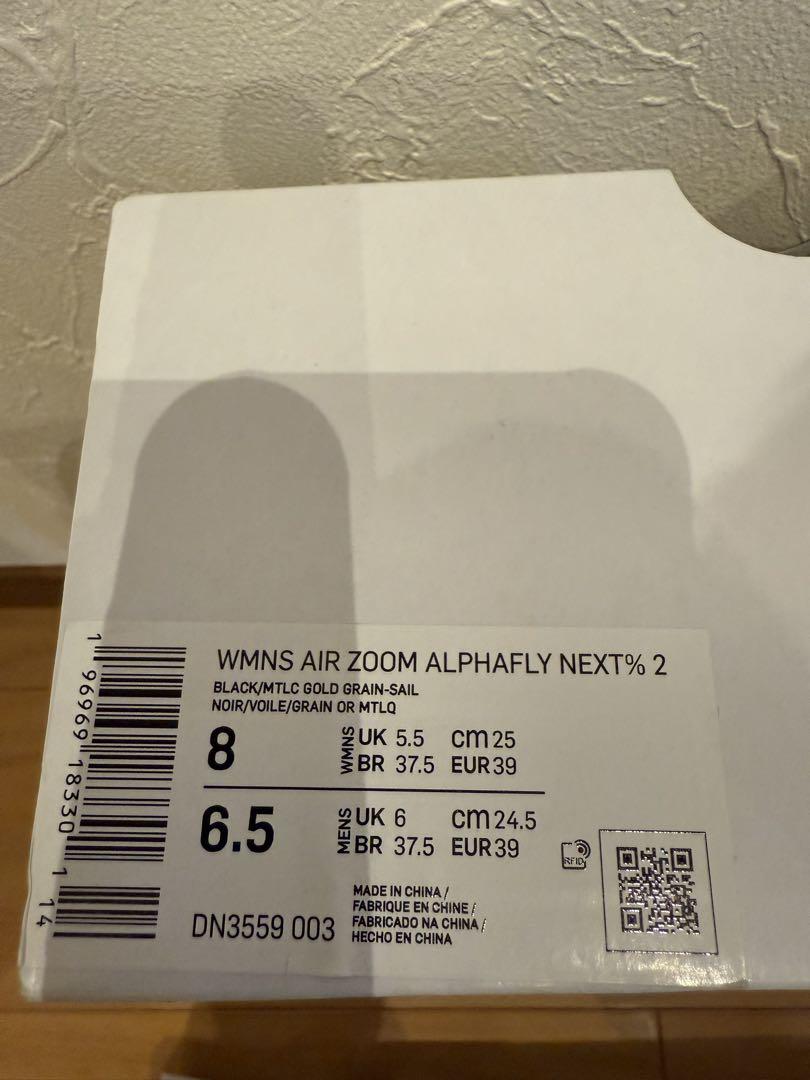 WMNS AIR ZOOM ALPHAFLY NEXT% 2
BLACK/MTLC GOLD GRAIN-SAIL
NOIR/VOILE/GRAIN OR MTLQ
8
WMNS
UK 5.5 CM 25
BR 37.5 EUR 39
6.5
MENS
UK 6 CM 24.5
BR 37.5 EUR 39
RFID
DN3559 003
MADE IN CHINA /
FABRIQUE EN CHINE /
FABRICADO NA CHINA /
HECHO EN CHINA
1 96969 18330 1 14